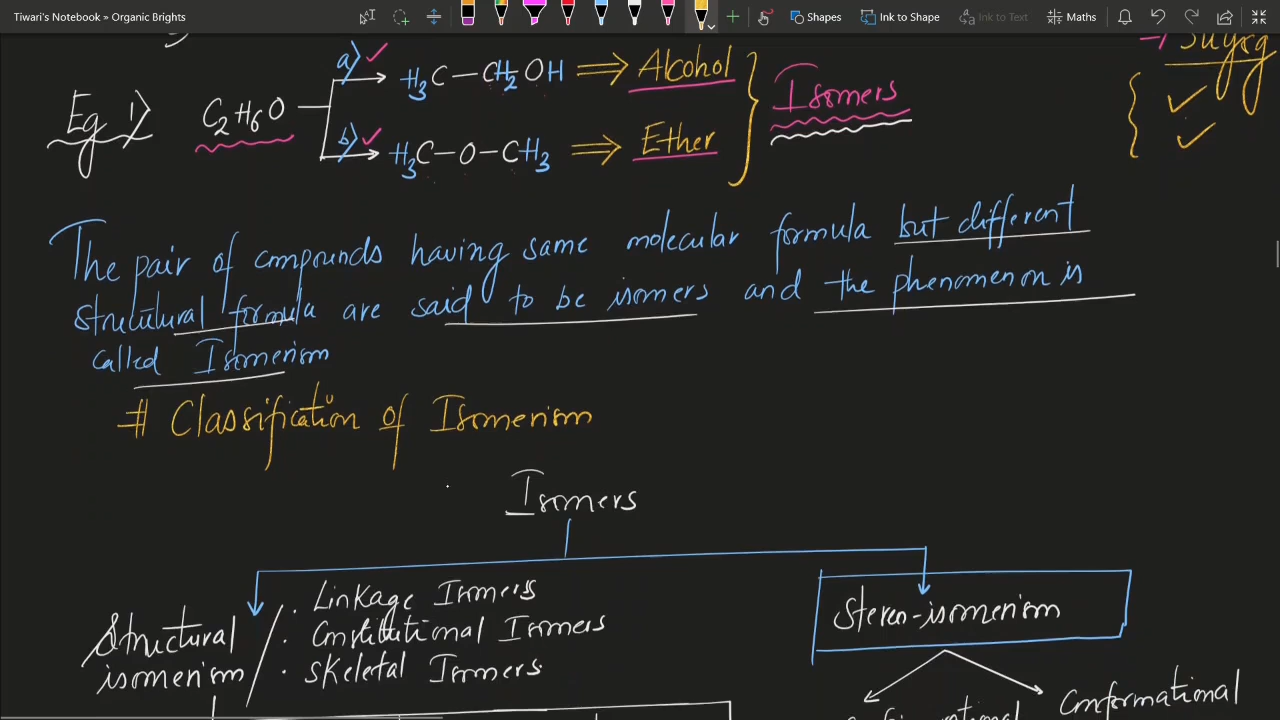 Tiwari's Notebook » Organic Brights
Shapes Ink to Shape Ink to Text Maths
a) H3C—CH2OH ⇒ Alcohol
Eg 1) C2H6O Isomers
b) H3C—O—CH3 ⇒ Ether
The pair of compounds having same molecular formula but different
structural formula are said to be isomers and the phenomenon is
called Isomerism
# Classification of Isomerism
Isomers
Structural isomerism / . Linkage Isomers
. Constitutional Isomers
. Skeletal Isomers
Stereo-isomerism
Conformational